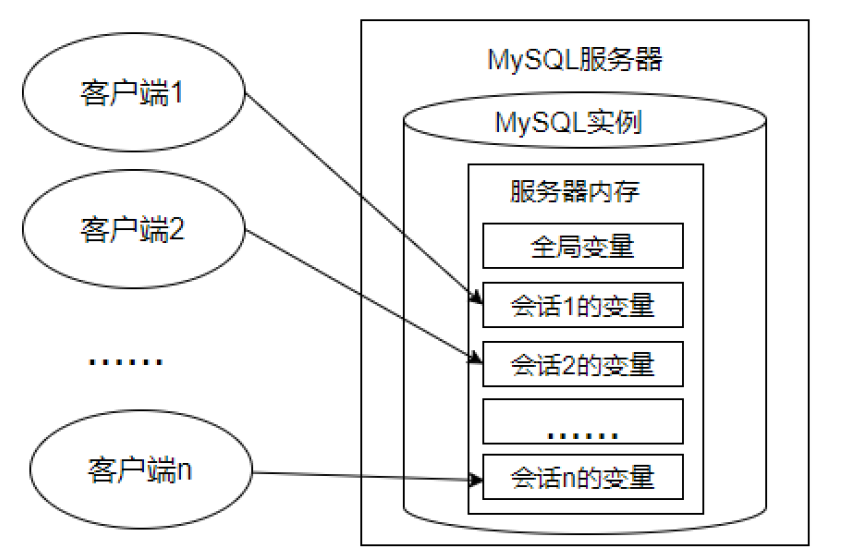 客户端1
客户端2
......
客户端n
MySQL服务器
MySQL实例
服务器内存
全局变量
会话1的变量
会话2的变量
......
会话n的变量